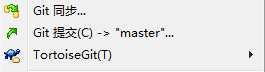 Git 同步...
Git 提交(C) -> "master"...
TortoiseGit(T)